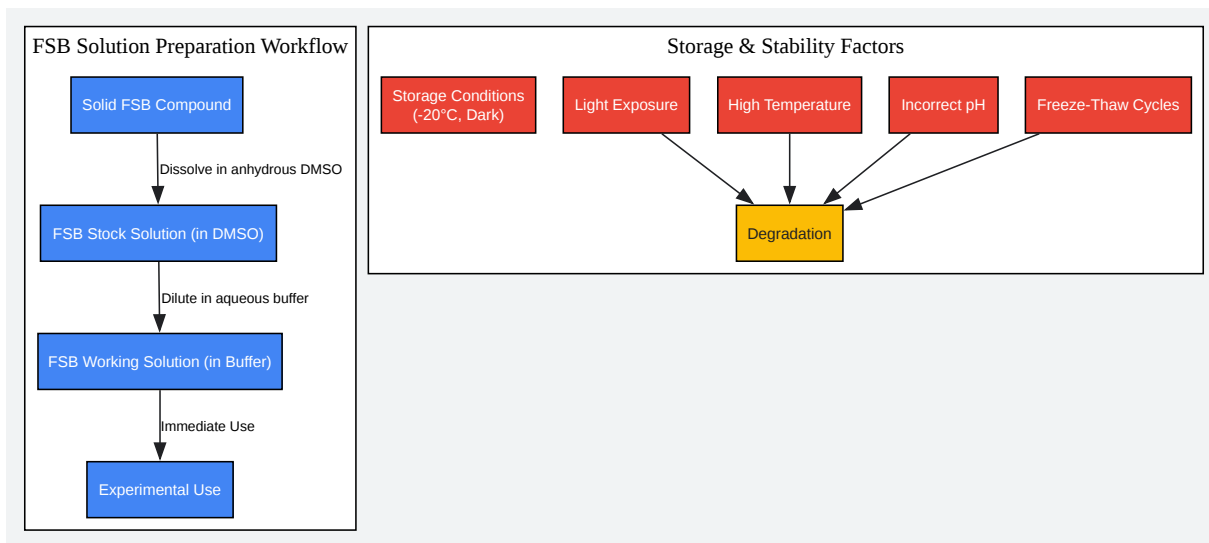 FSB Solution Preparation Workflow
Solid FSB Compound
Dissolve in anhydrous DMSO
FSB Stock Solution (in DMSO)
Dilute in aqueous buffer
FSB Working Solution (in Buffer)
Immediate Use
Experimental Use
Storage & Stability Factors
Storage Conditions
(-20°C, Dark)
Light Exposure
High Temperature
Incorrect pH
Freeze-Thaw Cycles
Degradation